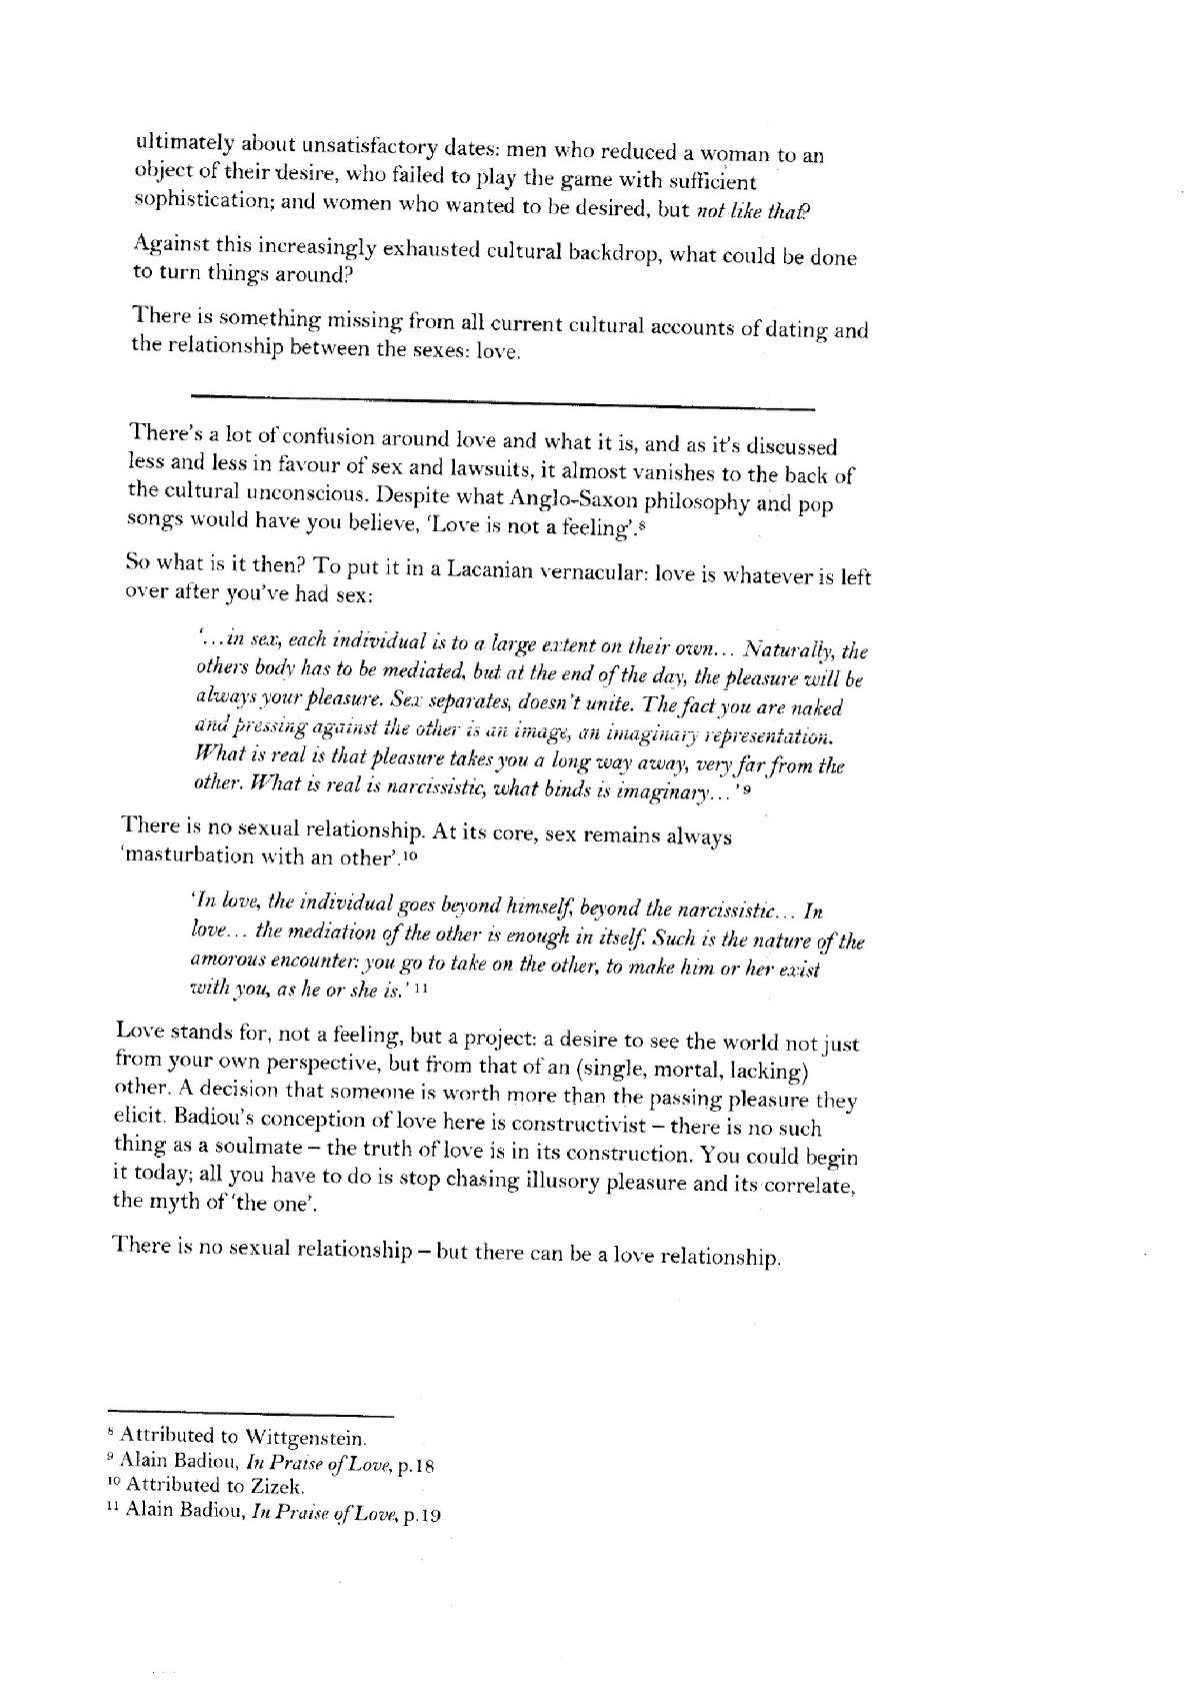 ultimately about unsatisfactory dates: men who reduced a woman to an
object of their desire, who failed to play the game with sufficient
sophistication; and women who wanted to be desired, but not like that?
Against this increasingly exhausted cultural backdrop, what could be done
to turn things around?
There is something missing from all current cultural accounts of dating and
the relationship between the sexes: love.
There's a lot of confusion around love and what it is, and as it's discussed
less and less in favour of sex and lawsuits, it almost vanishes to the back of
the cultural unconscious. Despite what Anglo-Saxon philosophy and pop
songs would have you believe, 'Love is not a feeling'.⁸
So what is it then? To put it in a Lacanian vernacular: love is whatever is left
over after you've had sex:
'…in sex, each individual is to a large extent on their own… Naturally, the
others body has to be mediated, but at the end of the day, the pleasure will be
always your pleasure. Sex separates, doesn't unite. The fact you are naked
and pressing against the other is an image, an imaginary representation.
What is real is that pleasure takes you a long way away, very far from the
other. What is real is narcissistic, what binds is imaginary…'⁹
There is no sexual relationship. At its core, sex remains always
'masturbation with an other'.¹⁰
'In love, the individual goes beyond himself, beyond the narcissistic… In
love… the mediation of the other is enough in itself. Such is the nature of the
amorous encounter: you go to take on the other, to make him or her exist
with you, as he or she is.'¹¹
Love stands for, not a feeling, but a project: a desire to see the world not just
from your own perspective, but from that of an (single, mortal, lacking)
other. A decision that someone is worth more than the passing pleasure they
elicit. Badiou's conception of love here is constructivist – there is no such
thing as a soulmate – the truth of love is in its construction. You could begin
it today; all you have to do is stop chasing illusory pleasure and its correlate,
the myth of 'the one'.
There is no sexual relationship – but there can be a love relationship.
⁸ Attributed to Wittgenstein.
⁹ Alain Badiou, In Praise of Love, p.18
¹⁰ Attributed to Zizek.
¹¹ Alain Badiou, In Praise of Love, p.19